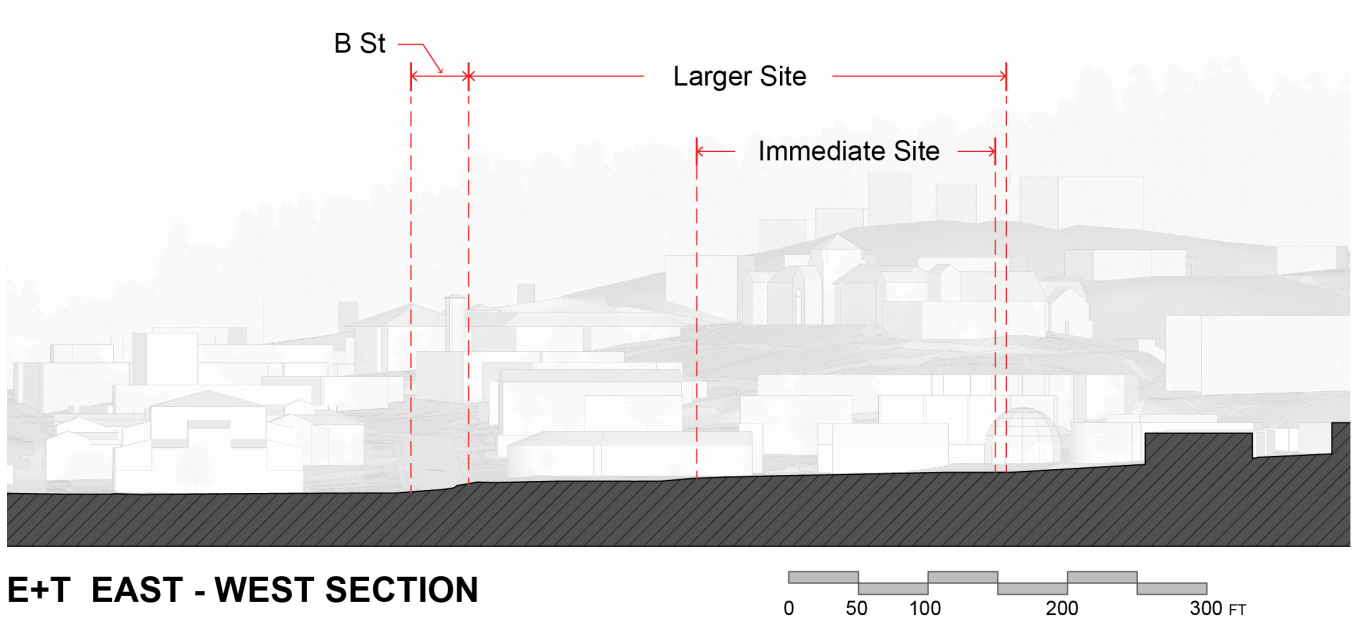 B St
Larger Site
Immediate Site
E+T EAST - WEST SECTION
0 50 100 200 300 FT